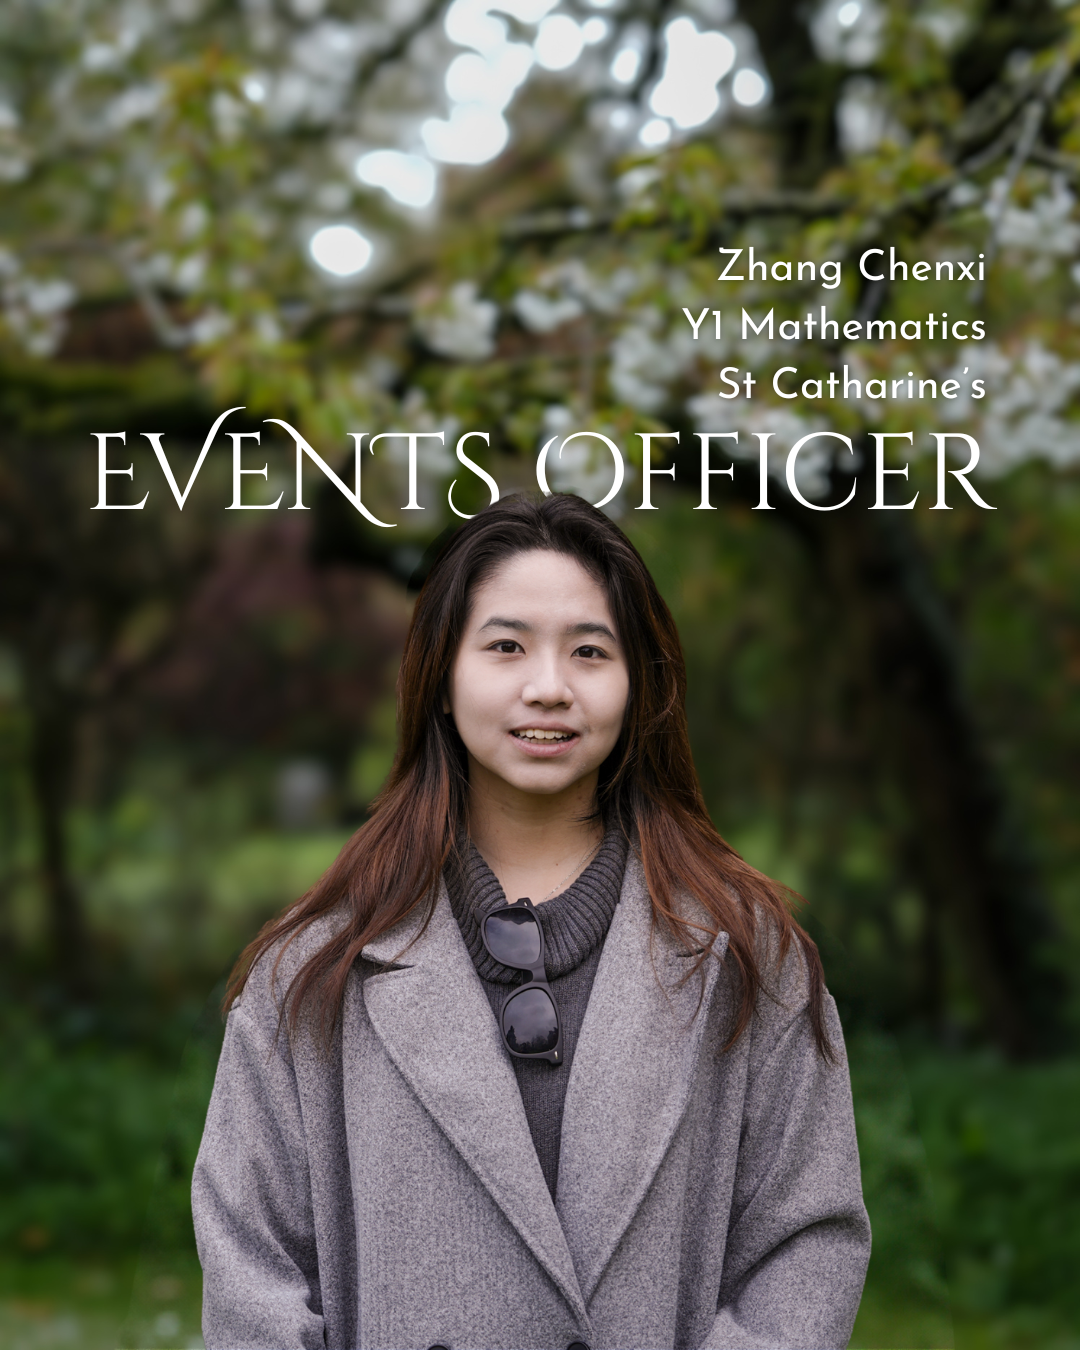 Zhang Chenxi
Y1 Mathematics
St Catharine’s
EVENTS OFFICER